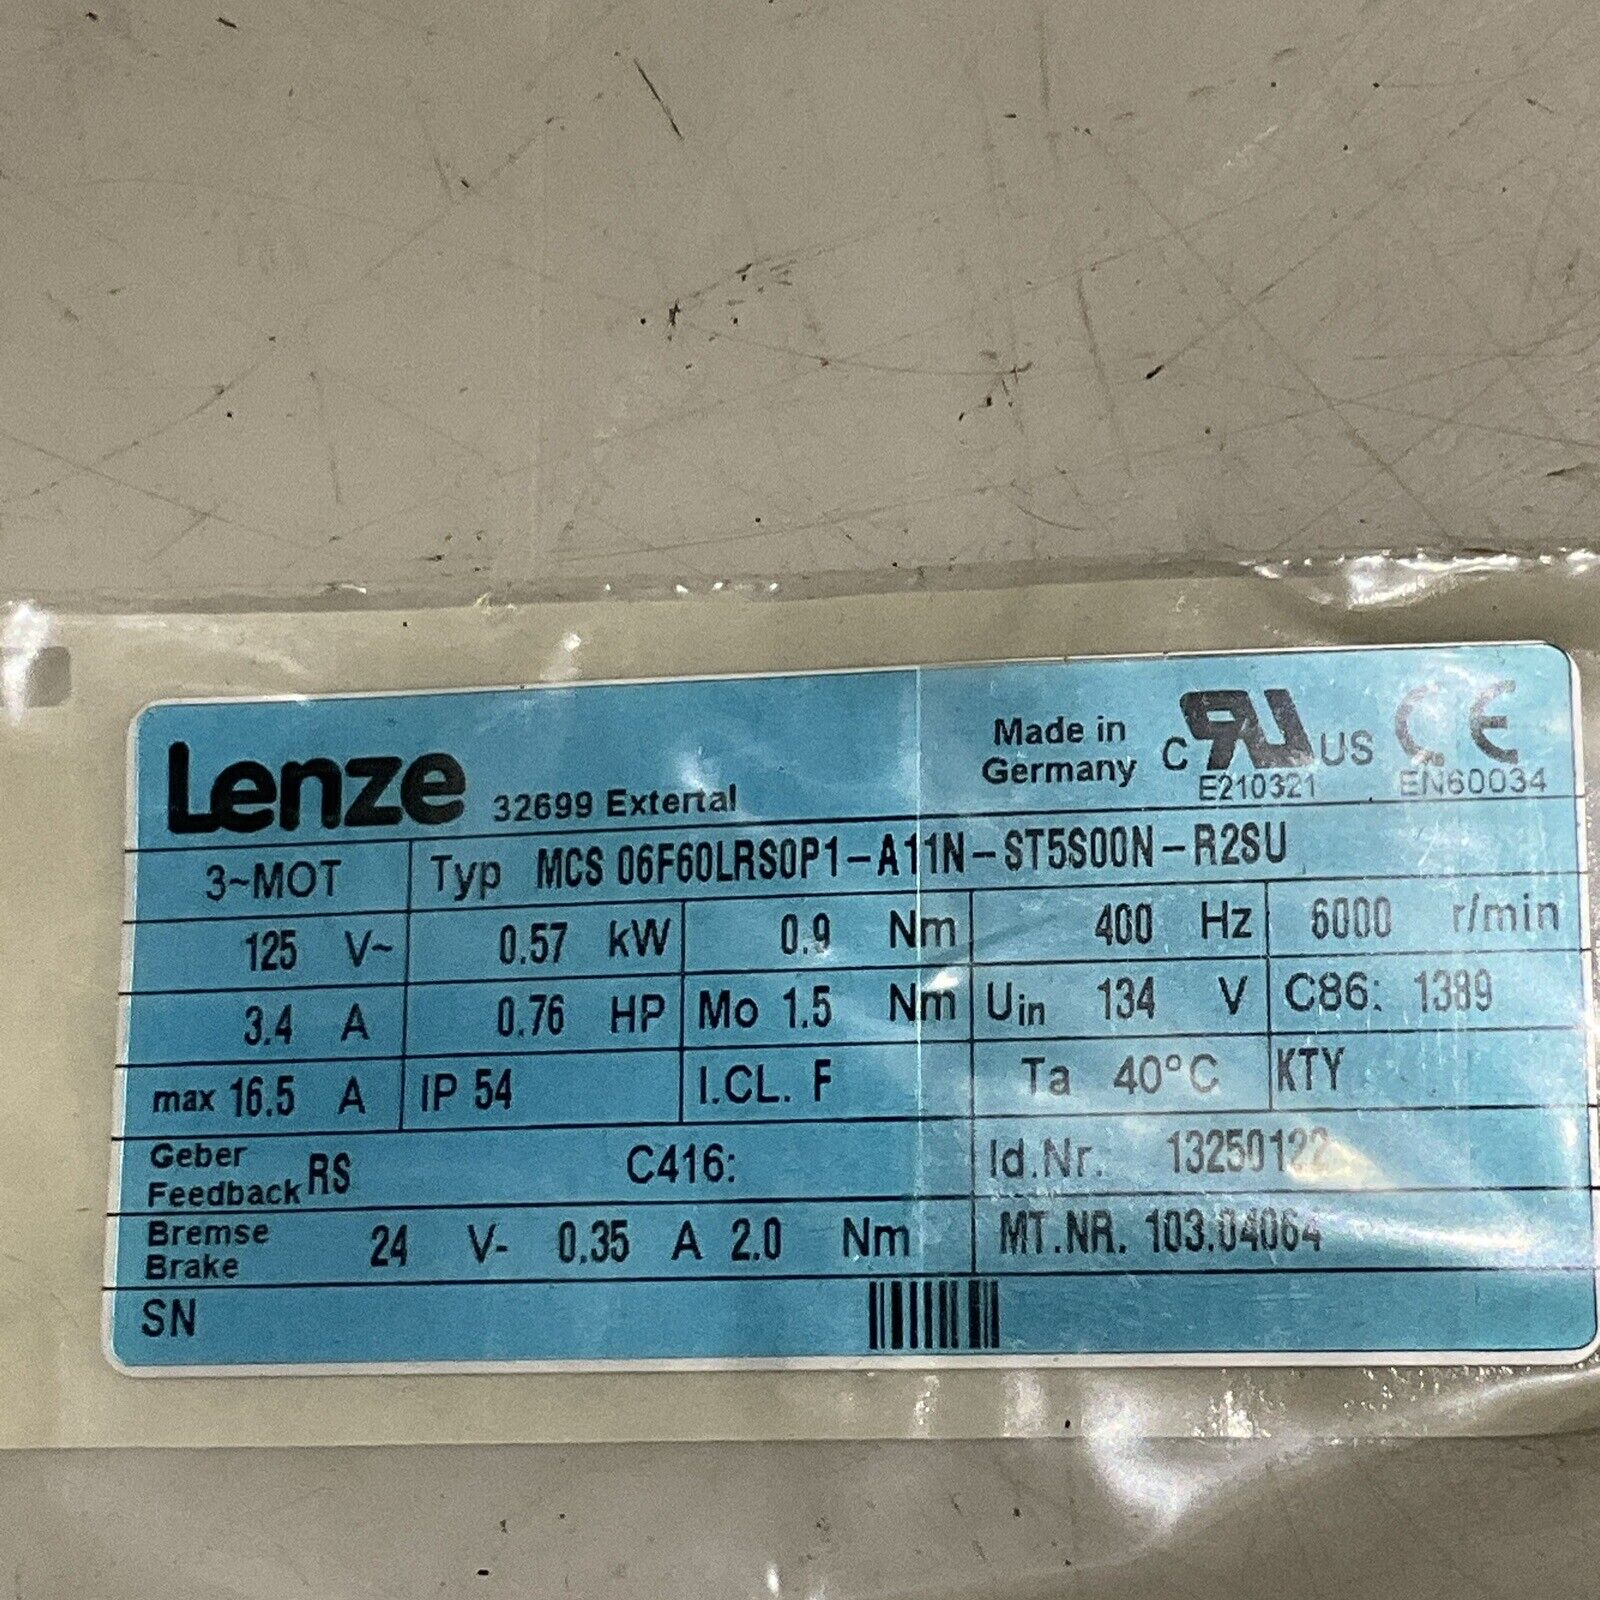 Lenze 32699 Extertal Made in Germany c RU US CE
E210321 EN60034
3~MOT Typ MCS 06F60LRS0P1-A11N-ST5S00N-R2SU
125 V~ 0.57 kW 0.9 Nm 400 Hz 6000 r/min
3.4 A 0.76 HP Mo 1.5 Nm Uin 134 V C86: 1389
max 16.5 A IP 54 I.CL. F Ta 40°C KTY
Geber Feedback RS C416: Id.Nr. 13250122
Bremse Brake 24 V- 0.35 A 2.0 Nm MT.NR. 103.04064
SN